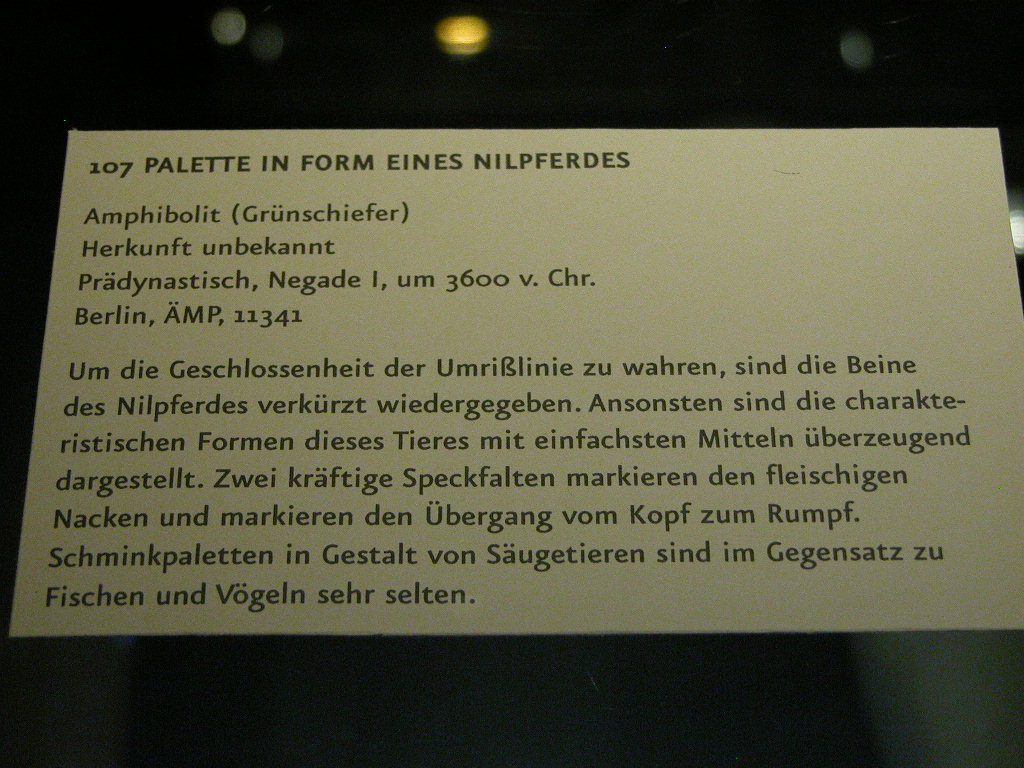 107 PALETTE IN FORM EINES NILPFERDES
Amphibolit (Grünschiefer)
Herkunft unbekannt
Prädynastisch, Negade I, um 3600 v. Chr.
Berlin, ÄMP, 11341
Um die Geschlossenheit der Umrißlinie zu wahren, sind die Beine
des Nilpferdes verkürzt wiedergegeben. Ansonsten sind die charakte-
ristischen Formen dieses Tieres mit einfachsten Mitteln überzeugend
dargestellt. Zwei kräftige Speckfalten markieren den fleischigen
Nacken und markieren den Übergang vom Kopf zum Rumpf.
Schminkpaletten in Gestalt von Säugetieren sind im Gegensatz zu
Fischen und Vögeln sehr selten.